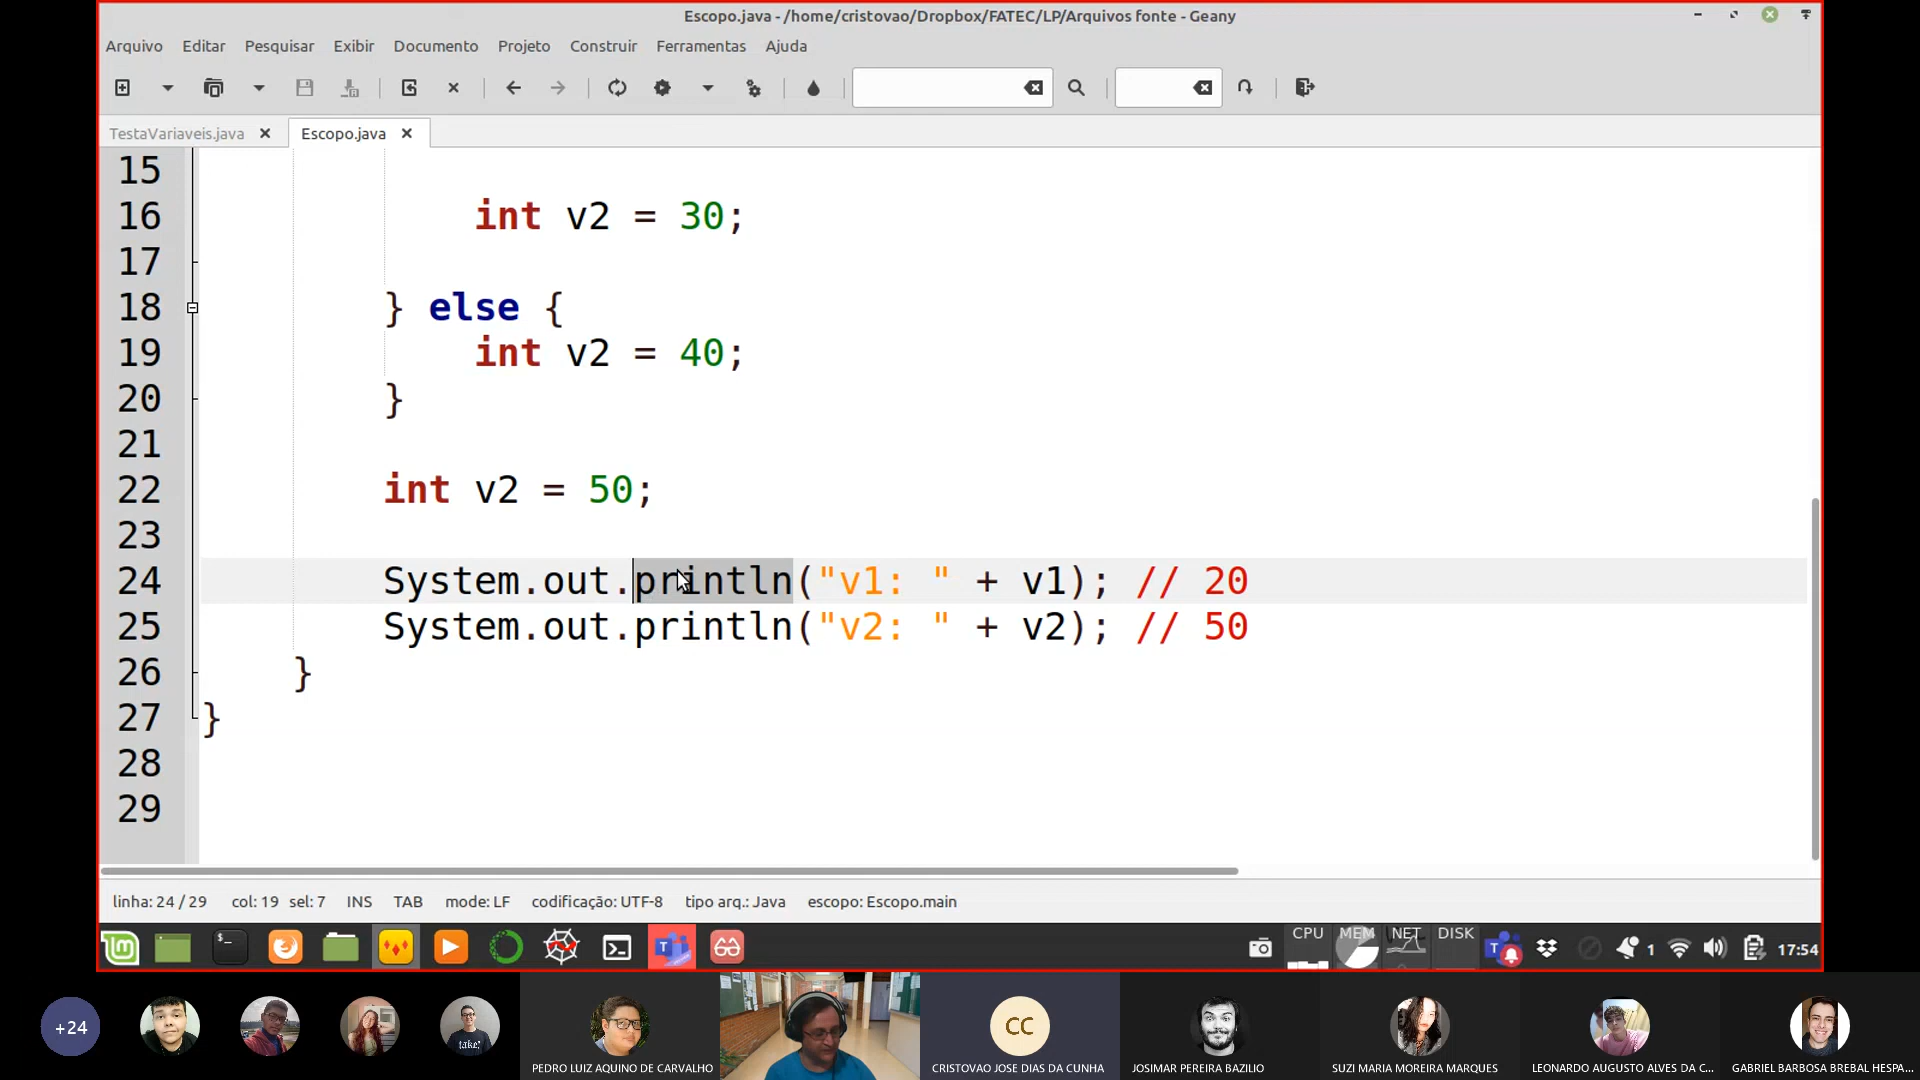 Escopo.java - /home/cristovao/Dropbox/FATEC/LP/Arquivos fonte - Geany
Arquivo Editar Pesquisar Exibir Documento Projeto Construir Ferramentas Ajuda
TestaVariaveis.java Escopo.java
15
16 int v2 = 30;
17
18 } else {
19 int v2 = 40;
20 }
21
22 int v2 = 50;
23
24 System.out.println("v1: " + v1); // 20
25 System.out.println("v2: " + v2); // 50
26 }
27 }
28
29
linha: 24 / 29 col: 19 sel: 7 INS TAB mode: LF codificação: UTF-8 tipo arq.: Java escopo: Escopo.main
CPU MEM NET DISK 1 17:54
+24 take! CC
PEDRO LUIZ AQUINO DE CARVALHO CRISTOVAO JOSE DIAS DA CUNHA JOSIMAR PEREIRA BAZILIO SUZI MARIA MOREIRA MARQUES LEONARDO AUGUSTO ALVES DA C... GABRIEL BARBOSA BREBAL HESPA...